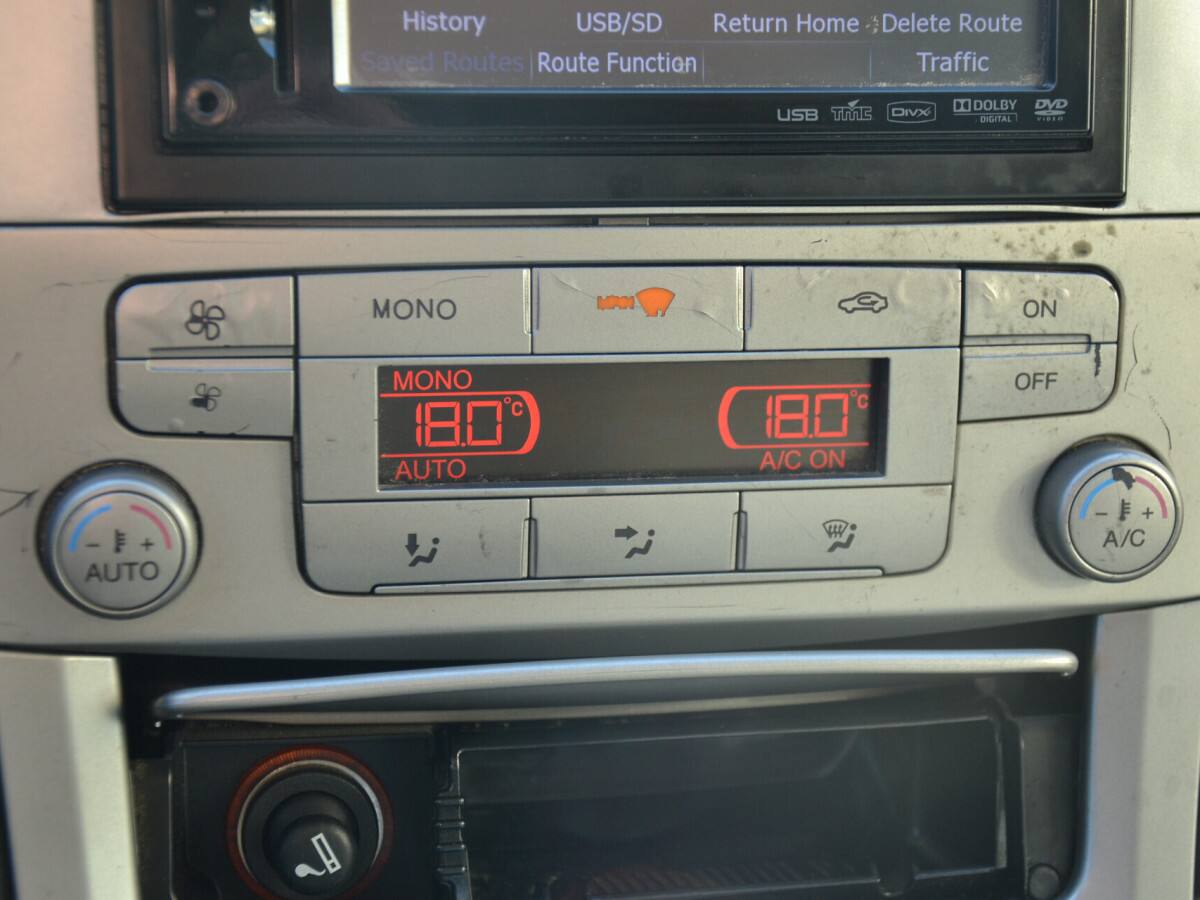 History USB/SD Return Home Delete Route
Saved Routes Route Function Traffic
USB TMC DivX DOLBY DIGITAL DVD VIDEO
MONO
ON
OFF
MONO
18.0°C 18.0°C
AUTO A/C ON
AUTO
A/C